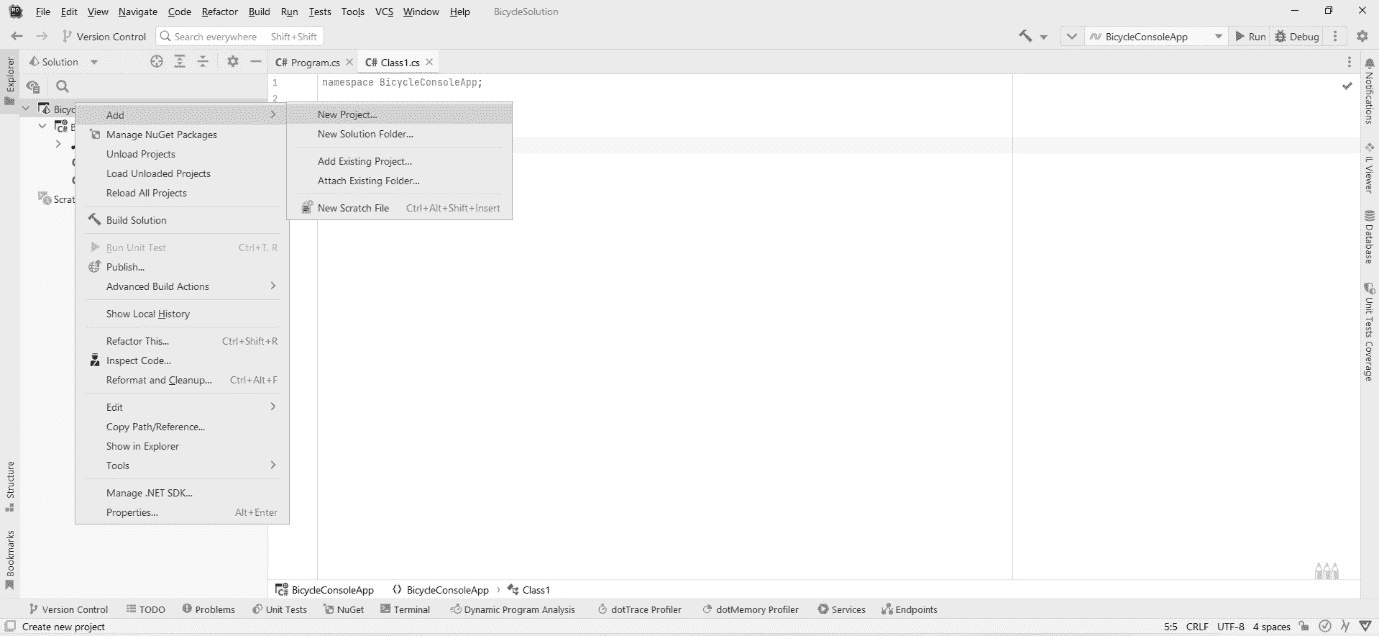 File Edit View Navigate Code Refactor Build Run Tests Tools VCS Window Help BicycleSolution
Version Control Search everywhere Shift+Shift BicycleConsoleApp Run Debug
Explorer
Solution
C# Program.cs C# Class1.cs
1 namespace BicycleConsoleApp;
2
Bicyc
B
Scrat
Add
Manage NuGet Packages
Unload Projects
Load Unloaded Projects
Reload All Projects
Build Solution
Run Unit Test Ctrl+T, R
Publish...
Advanced Build Actions
Show Local History
Refactor This... Ctrl+Shift+R
Inspect Code...
Reformat and Cleanup... Ctrl+Alt+F
Edit
Copy Path/Reference...
Show in Explorer
Tools
Manage .NET SDK...
Properties... Alt+Enter
New Project...
New Solution Folder...
Add Existing Project...
Attach Existing Folder...
New Scratch File Ctrl+Alt+Shift+Insert
Notifications
IL Viewer
Database
Unit Tests Coverage
Structure
Bookmarks
BicycleConsoleApp BicycleConsoleApp Class1
Version Control TODO Problems Unit Tests NuGet Terminal Dynamic Program Analysis dotTrace Profiler dotMemory Profiler Services Endpoints
Create new project 5:5 CRLF UTF-8 4 spaces